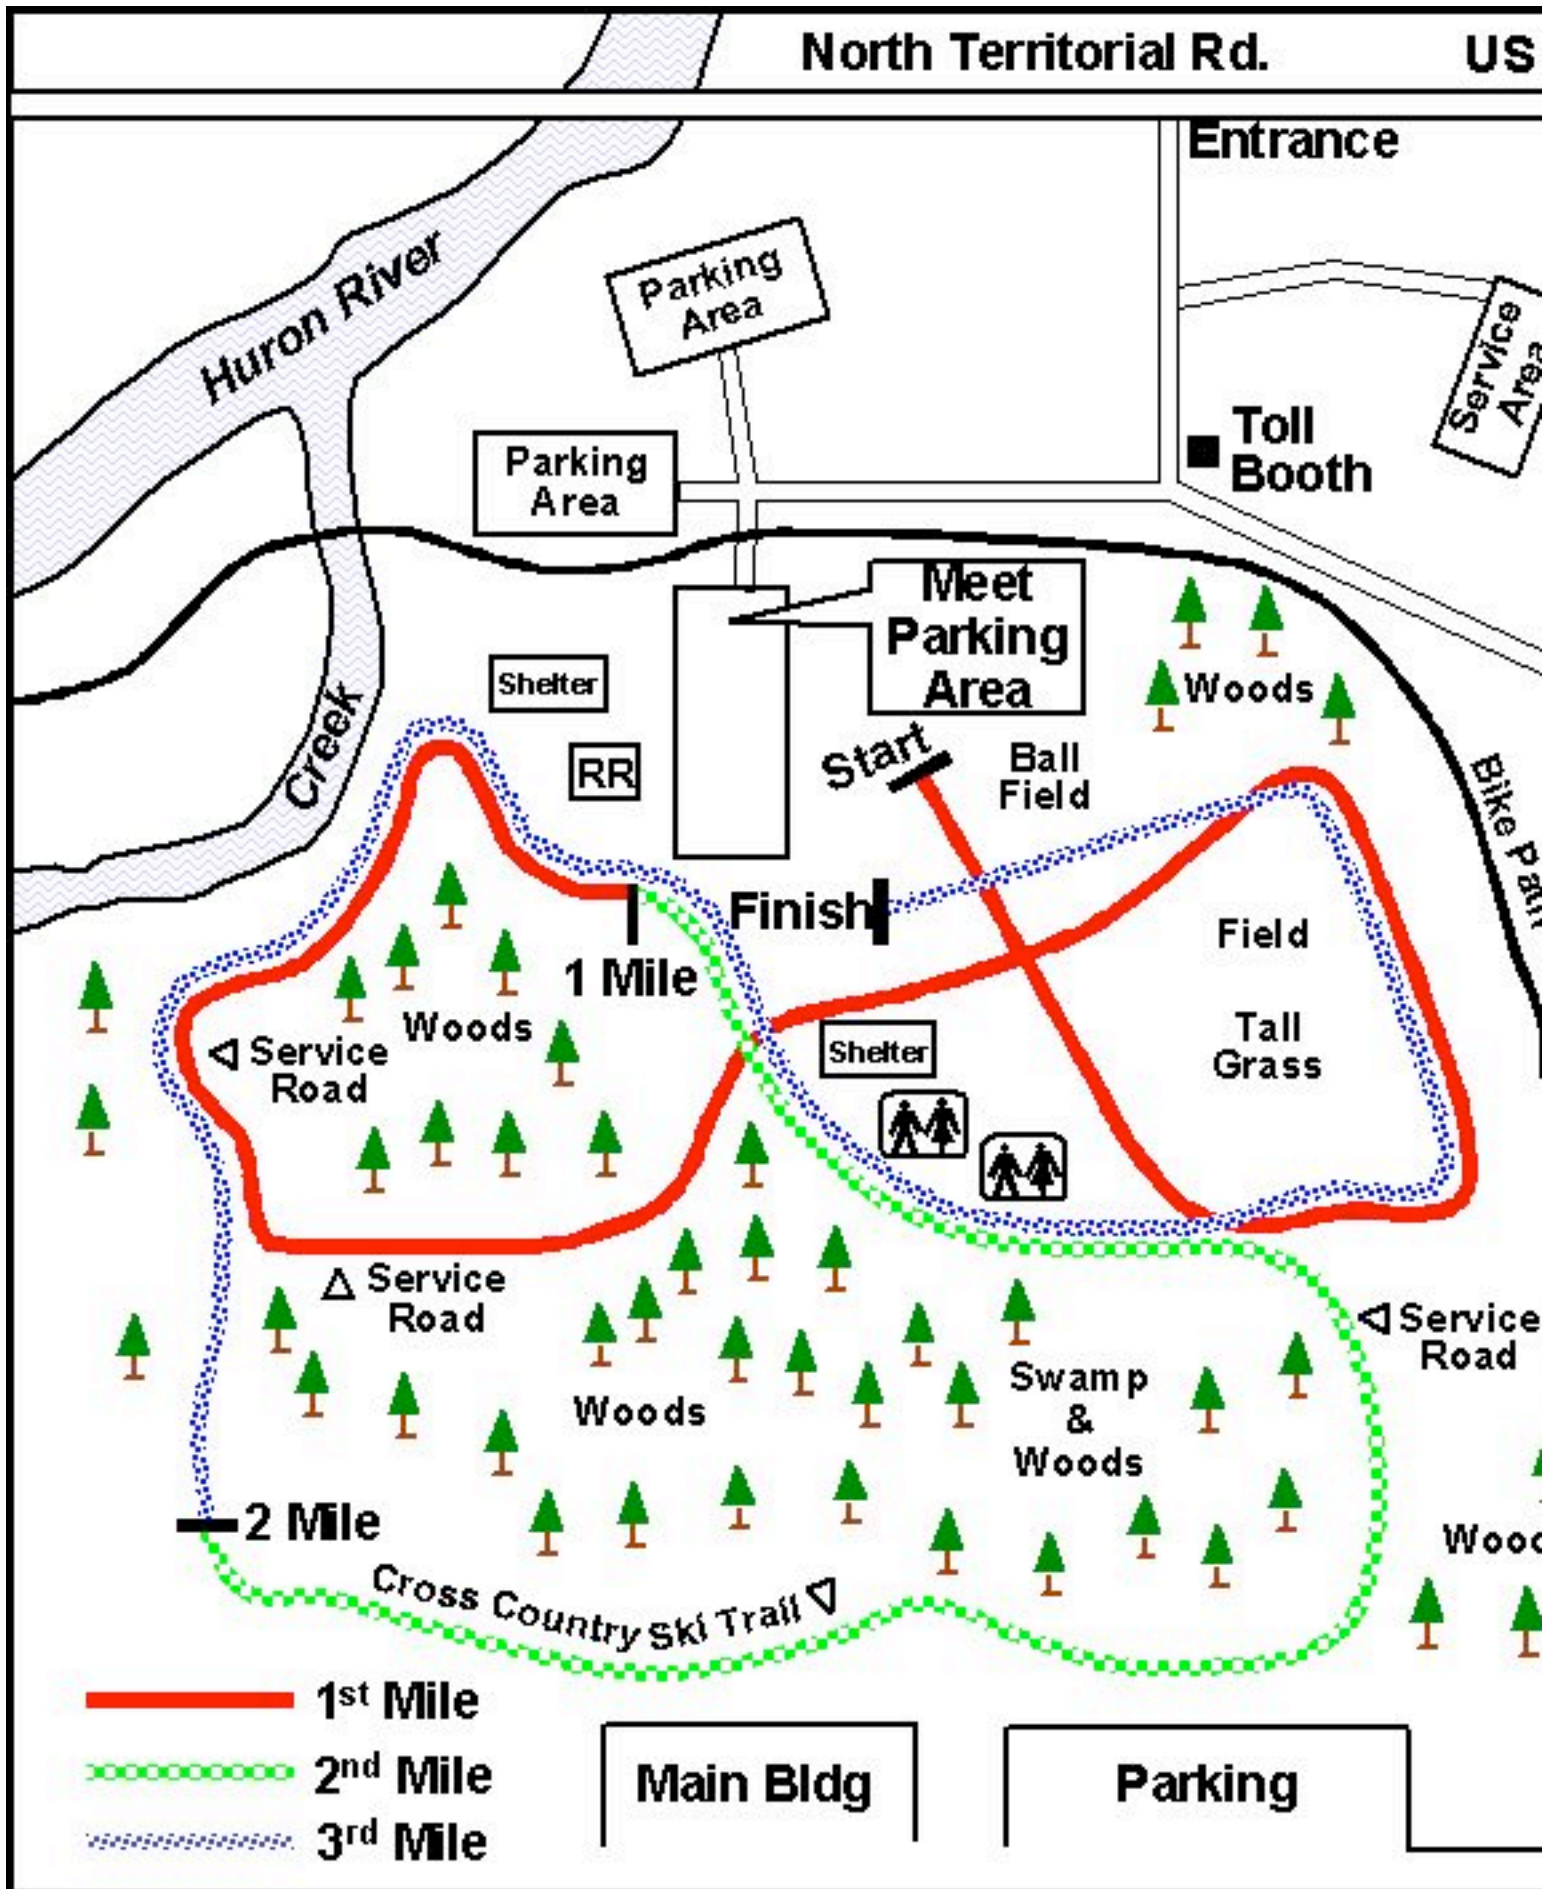 North Territorial Rd.
US
Entrance
Huron River
Parking
Area
Service
Area
Toll
Booth
Parking
Area
Meet
Parking
Area
Woods
Shelter
Creek
Start
RR
Ball
Field
Bike Path
Finish
Field
1 Mile
Woods
Tall
Grass
Service
Road
Shelter
Service
Road
Service
Road
Swamp
&
Woods
Woods
2 Mile
Wood
Cross Country Ski Trail
1st Mile
2nd Mile
3rd Mile
Main Bldg
Parking